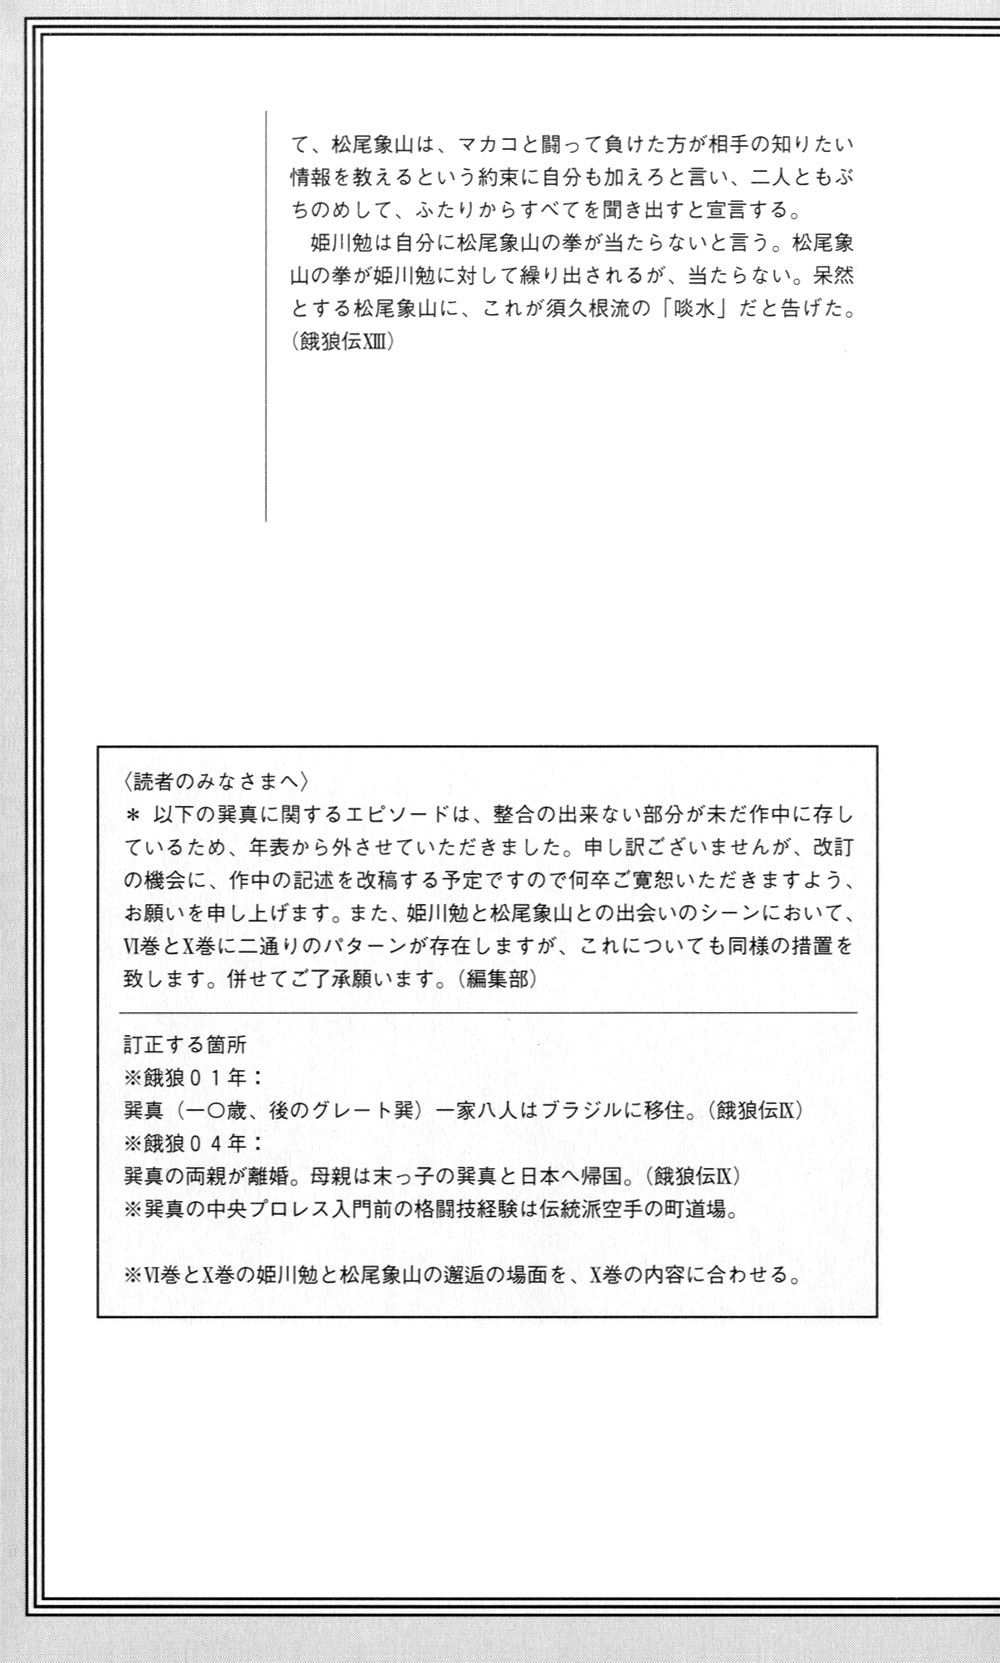 て、松尾象山は、マカコと闘って負けた方が相手の知りたい
情報を教えるという約束に自分も加えろと言い、二人ともぶ
ちのめして、ふたりからすべてを聞き出すと宣言する。
　姫川勉は自分に松尾象山の拳が当たらないと言う。松尾象
山の拳が姫川勉に対して繰り出されるが、当たらない。呆然
とする松尾象山に、これが須久根流の「啖水」だと告げた。
（餓狼伝XIII）
〈読者のみなさまへ〉
＊ 以下の巽真に関するエピソードは、整合の出来ない部分が未だ作中に存し
ているため、年表から外させていただきました。申し訳ございませんが、改訂
の機会に、作中の記述を改稿する予定ですので何卒ご寛恕いただきますよう、
お願いを申し上げます。また、姫川勉と松尾象山との出会いのシーンにおいて、
Ⅵ巻とⅩ巻に二通りのパターンが存在しますが、これについても同様の措置を
致します。併せてご了承願います。（編集部）
訂正する箇所
※餓狼０１年：
巽真（一〇歳、後のグレート巽）一家八人はブラジルに移住。（餓狼伝Ⅸ）
※餓狼０４年：
巽真の両親が離婚。母親は末っ子の巽真と日本へ帰国。（餓狼伝Ⅸ）
※巽真の中央プロレス入門前の格闘技経験は伝統派空手の町道場。
※Ⅵ巻とⅩ巻の姫川勉と松尾象山の邂逅の場面を、Ⅹ巻の内容に合わせる。